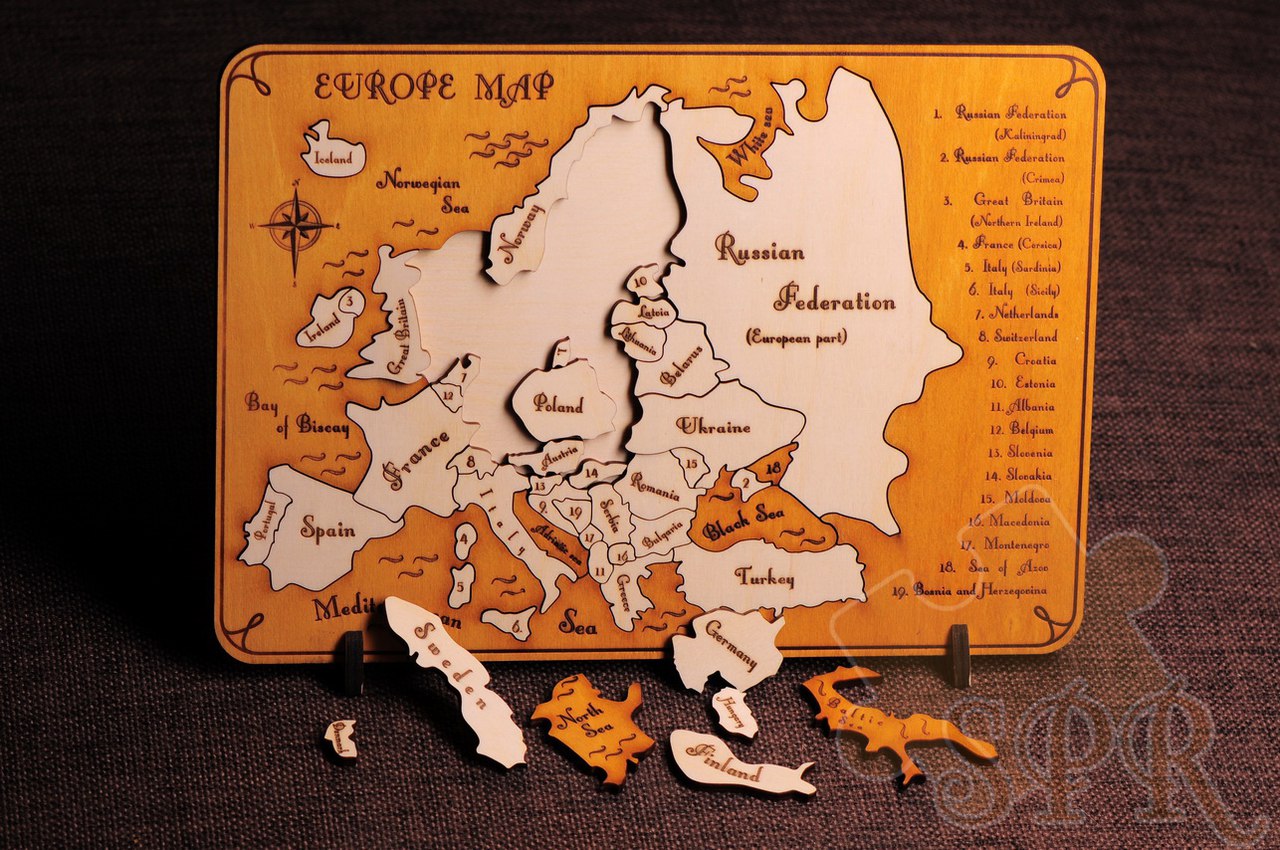 EUROPE MAP
Iceland
Norwegian
Sea
N
W
E
S
White sea
Norway
Russian
Federation
(European part)
3
Ireland
Great Britain
10
Latvia
Lithuania
Belarus
1
Poland
Ukraine
7
12
Bay
of Biscay
France
8
Austria
14
13
9
19
Romania
15
18
2
Portugal
Spain
Italy
Adriatic sea
Serbia
Bulgaria
Black Sea
17
16
11
Greece
Turkey
4
5
6
Medit
an
Sea
1. Russian Federation
(Kaliningrad)
2. Russian Federation
(Crimea)
3. Great Britain
(Northern Ireland)
4. France (Corsica)
5. Italy (Sardinia)
6. Italy (Sicily)
7. Netherlands
8. Switzerland
9. Croatia
10. Estonia
11. Albania
12. Belgium
13. Slovenia
14. Slovakia
15. Moldova
16. Macedonia
17. Montenegro
18. Sea of Azov
19. Bosnia and Herzegovina
Sweden
Germany
Hungary
Denmark
North
Sea
Finland
Baltic
Sea
SPR